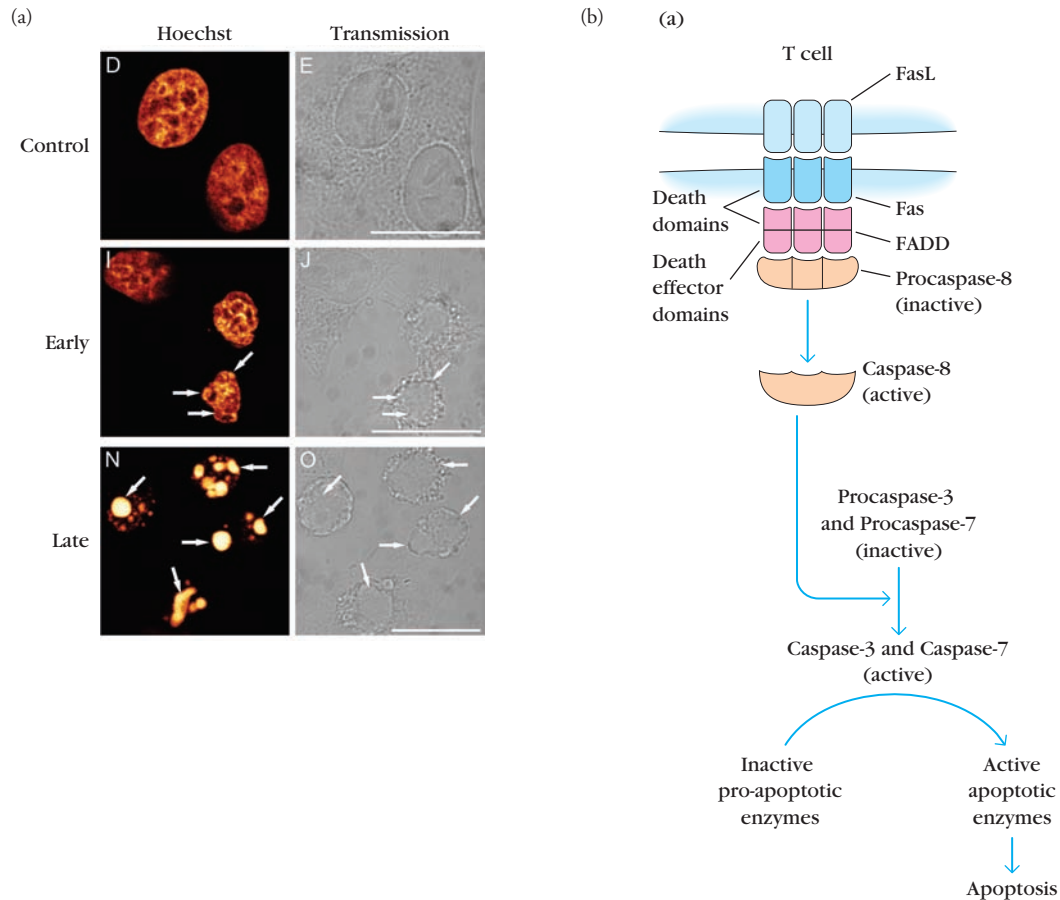 (a)
Hoechst
Transmission
Control
D
E
Early
I
J
Late
N
O
(b)
(a)
T cell
FasL
Death
domains
Fas
FADD
Death
effector
domains
Procaspase-8
(inactive)
Caspase-8
(active)
Procaspase-3
and Procaspase-7
(inactive)
Caspase-3 and Caspase-7
(active)
Inactive
pro-apoptotic
enzymes
Active
apoptotic
enzymes
Apoptosis